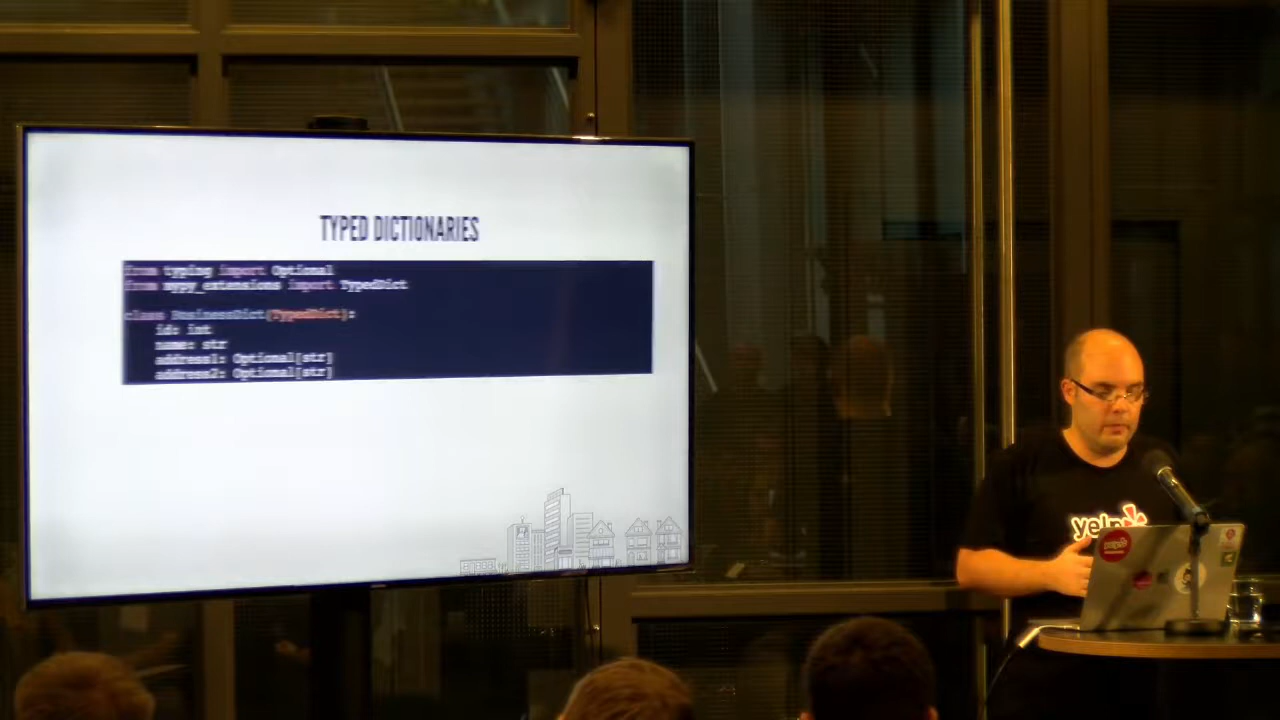 TYPED DICTIONARIES
from typing import Optional
from mypy_extensions import TypedDict
class BusinessDict(TypedDict):
id: int
name: str
address1: Optional[str]
address2: Optional[str]
yelp